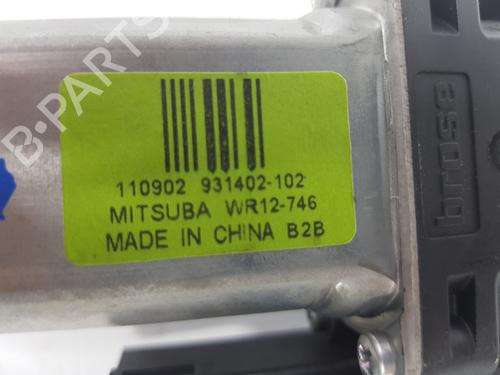 110902 931402-102
MITSUBA WR12-746
MADE IN CHINA B2B
brose
B-PARTS